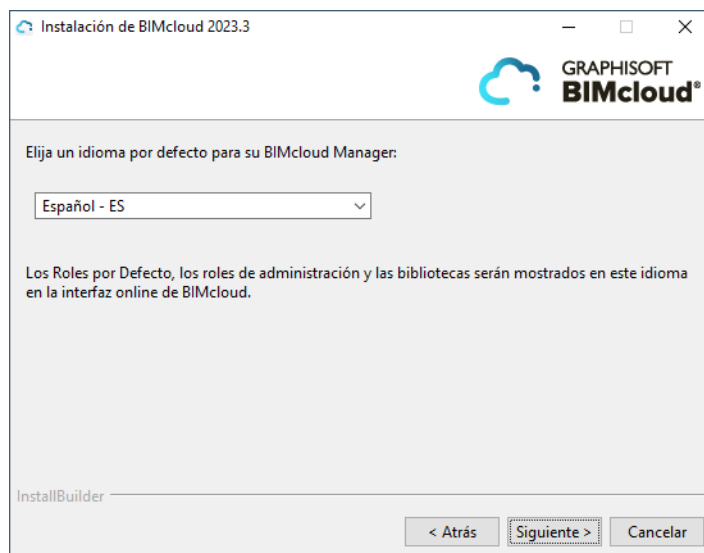 Instalación de BIMcloud 2023.3
GRAPHISOFT
BIMcloud®
Elija un idioma por defecto para su BIMcloud Manager:
Español - ES
Los Roles por Defecto, los roles de administración y las bibliotecas serán mostrados en este idioma
en la interfaz online de BIMcloud.
InstallBuilder
< Atrás Siguiente > Cancelar